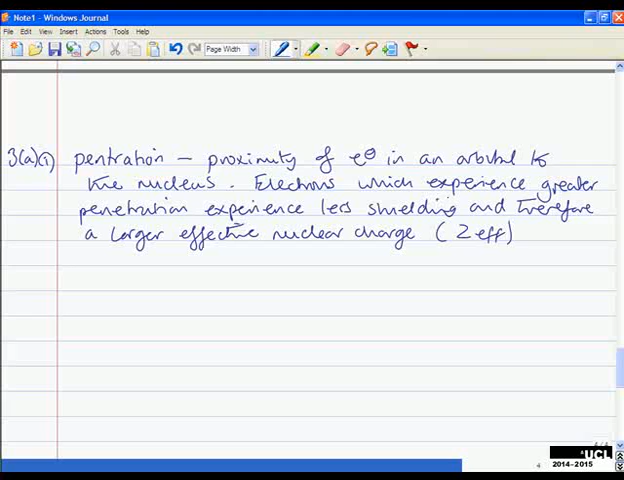 Note1 - Windows Journal
File Edit View Insert Actions Tools Help
Page Width
3(a)(i) pentration – proximity of e⊖ in an orbital to
the nucleus. Electrons which experience greater
penetration experience less shielding and therefore
a larger effective nuclear charge (Zeff)
4
UCL
2014-2015